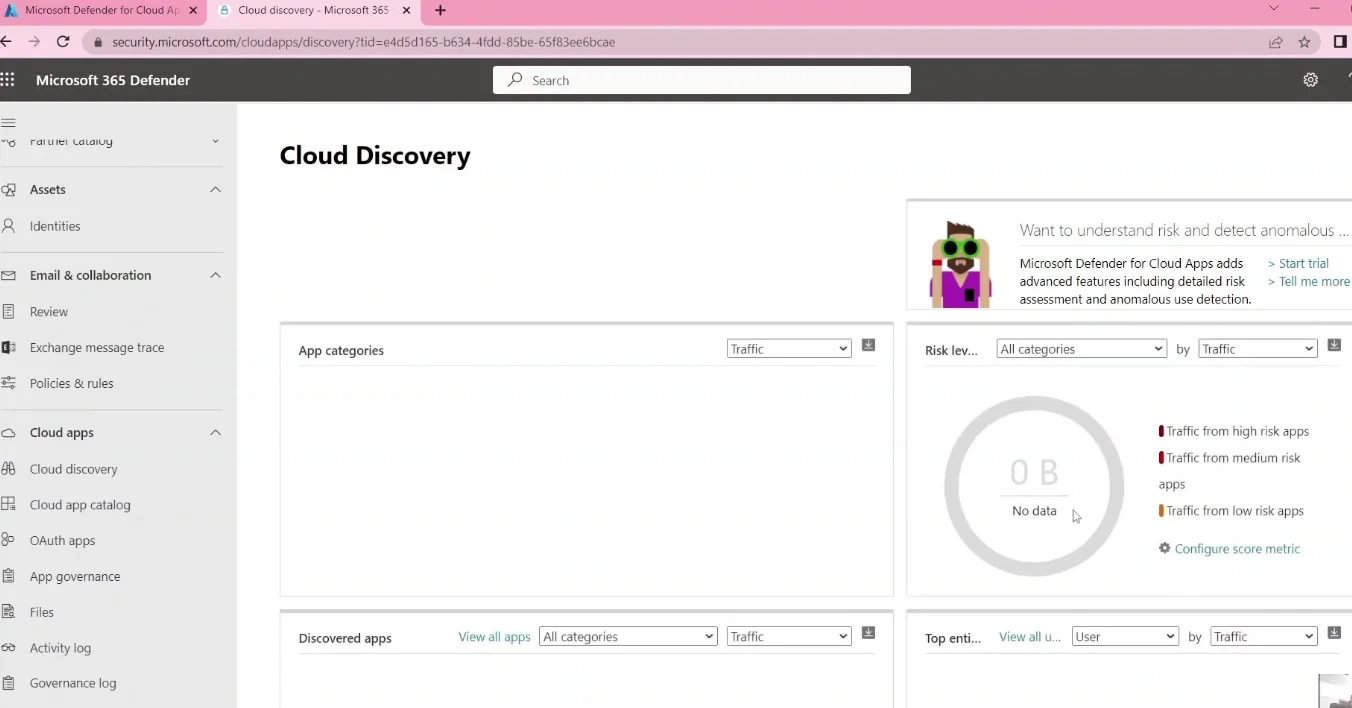 Microsoft Defender for Cloud Ap
Cloud discovery - Microsoft 365
security.microsoft.com/cloudapps/discovery?tid=e4d5d165-b634-4fdd-85be-65f83ee6bcae
Microsoft 365 Defender
Search
Partner catalog
Assets
Identities
Email & collaboration
Review
Exchange message trace
Policies & rules
Cloud apps
Cloud discovery
Cloud app catalog
OAuth apps
App governance
Files
Activity log
Governance log
Cloud Discovery
Want to understand risk and detect anomalous ...
Microsoft Defender for Cloud Apps adds
advanced features including detailed risk
assessment and anomalous use detection.
> Start trial
> Tell me more
App categories
Traffic
Risk lev... All categories by Traffic
0 B
No data
Traffic from high risk apps
Traffic from medium risk
apps
Traffic from low risk apps
Configure score metric
Discovered apps View all apps All categories Traffic
Top enti... View all u... User by Traffic